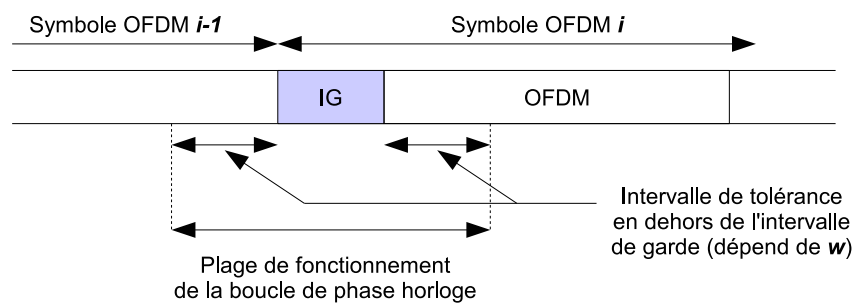 Symbole OFDM i-1
Symbole OFDM i
IG
OFDM
Intervalle de tolérance
en dehors de l'intervalle
de garde (dépend de w)
Plage de fonctionnement
de la boucle de phase horloge